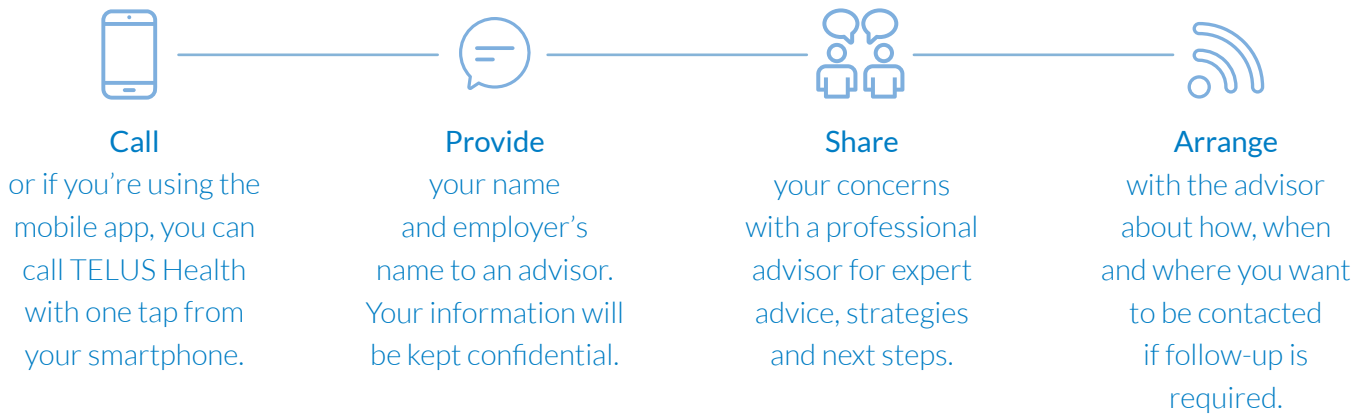 Call
or if you’re using the
mobile app, you can
call TELUS Health
with one tap from
your smartphone.
Provide
your name
and employer’s
name to an advisor.
Your information will
be kept confidential.
Share
your concerns
with a professional
advisor for expert
advice, strategies
and next steps.
Arrange
with the advisor
about how, when
and where you want
to be contacted
if follow-up is
required.